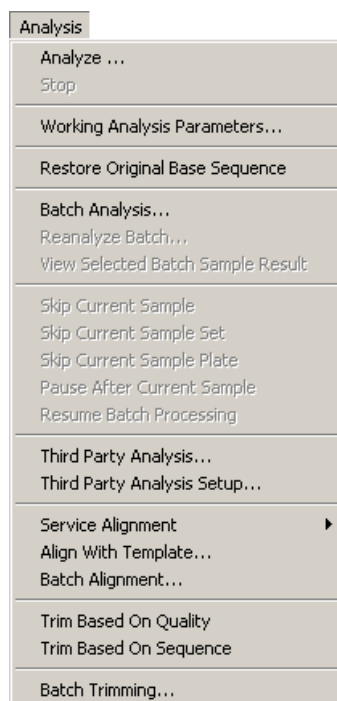 Analysis
Analyze ...
Stop
Working Analysis Parameters...
Restore Original Base Sequence
Batch Analysis...
Reanalyze Batch...
View Selected Batch Sample Result
Skip Current Sample
Skip Current Sample Set
Skip Current Sample Plate
Pause After Current Sample
Resume Batch Processing
Third Party Analysis...
Third Party Analysis Setup...
Service Alignment
Align With Template...
Batch Alignment...
Trim Based On Quality
Trim Based On Sequence
Batch Trimming...